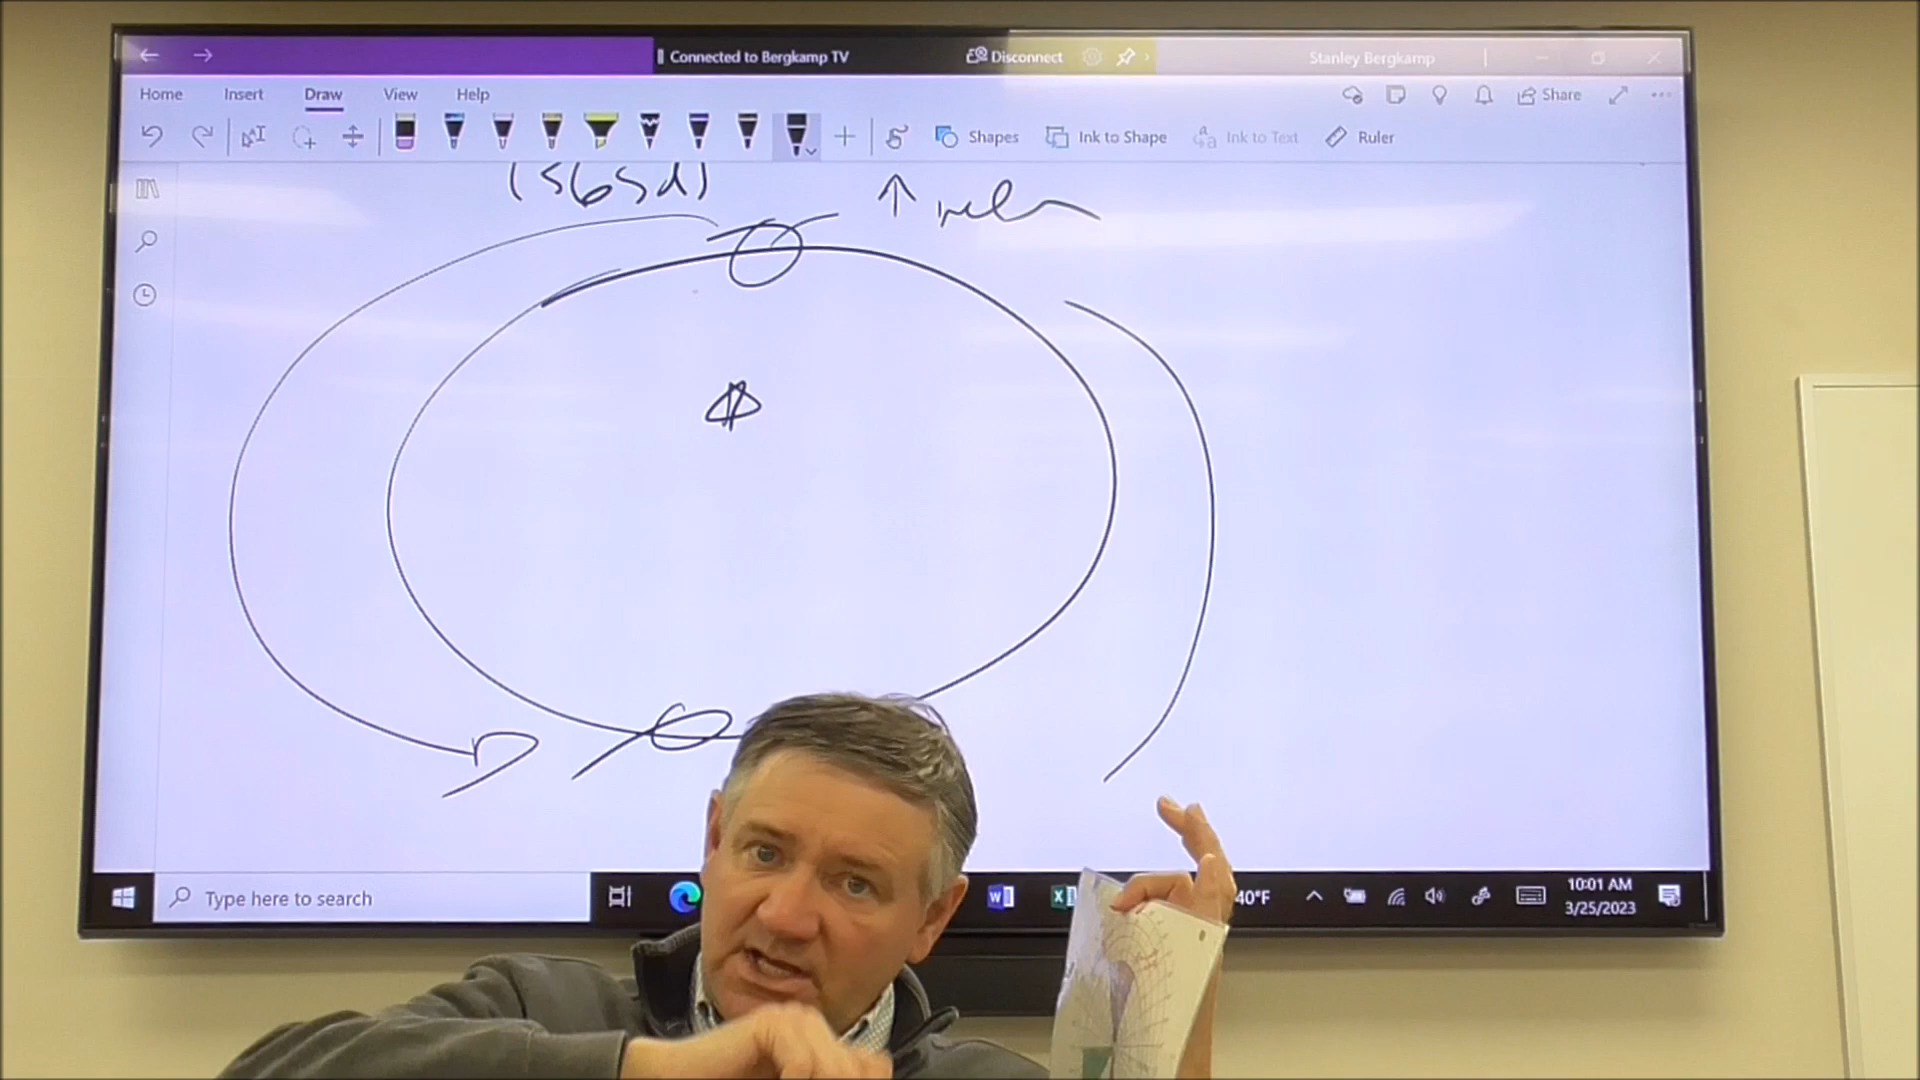 Connected to Bergkamp TV
Disconnect
Stanley Bergkamp
Home Insert Draw View Help
Share
Shapes
Ink to Shape
Ink to Text
Ruler
(365d)
Type here to search
40°F
10:01 AM
3/25/2023